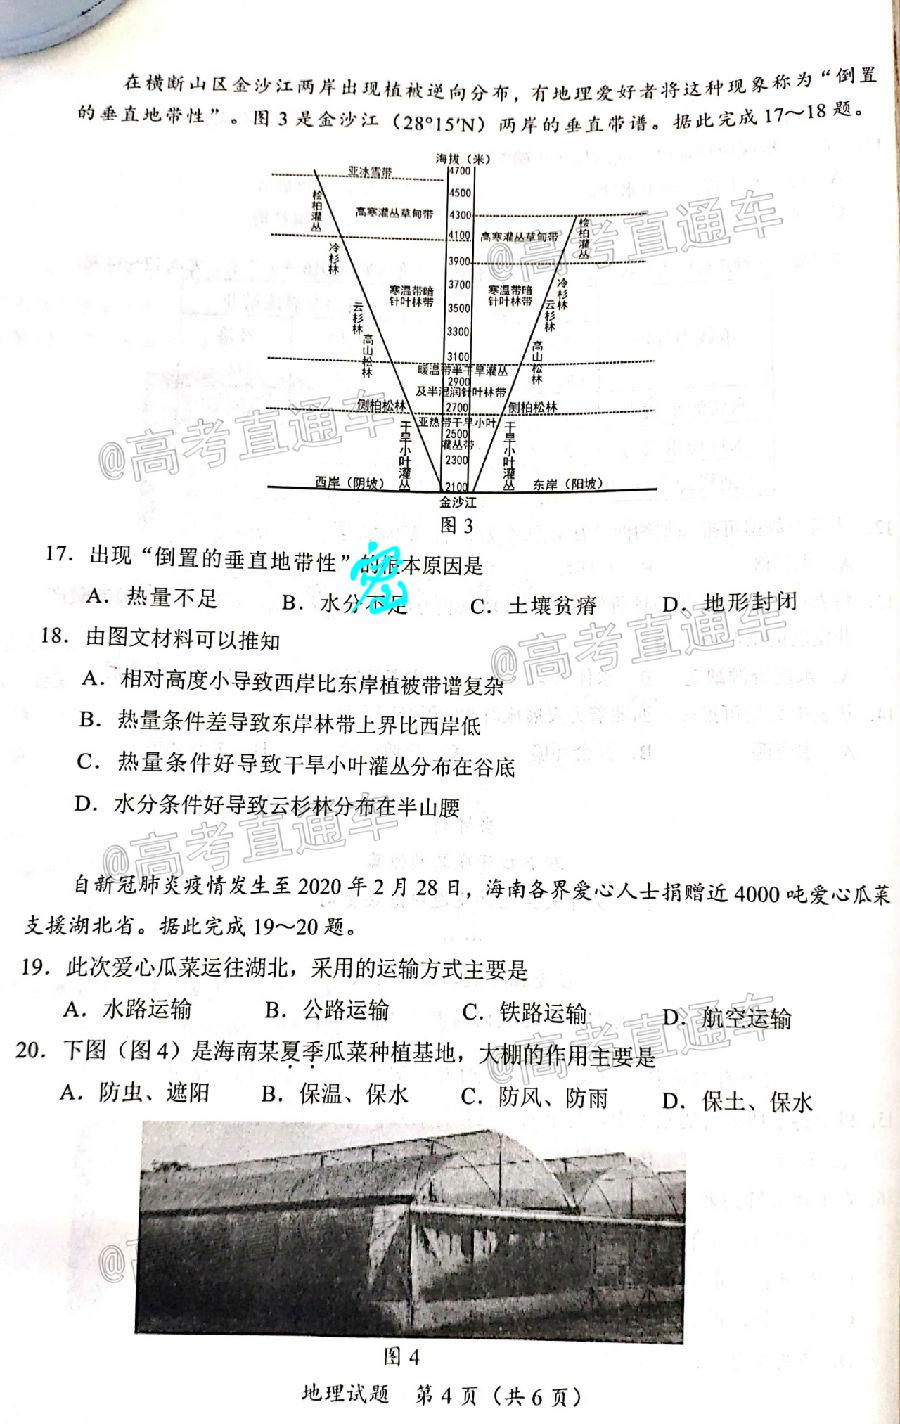 在横断山区金沙江两岸出现植被逆向分布，有地理爱好者将这种现象称为“倒置
的垂直地带性”。图3是金沙江（28°15′N）两岸的垂直带谱。据此完成17～18题。
海拔（米）
4700
4500
4300
4100
3900
3700
3500
3300
3100
2900
2700
2500
2300
2100
亚冰雪带
桧柏灌丛
高寒灌丛草甸带
高寒灌丛草甸带
桧柏灌丛
冷杉林
寒温带暗
针叶林带
寒温带暗
针叶林带
冷杉林
云杉林
云杉林
高山松林
高山松林
暖温带半干旱灌丛
及半湿润针叶林带
侧柏松林
侧柏松林
亚热带干旱小叶
灌丛带
干旱小叶灌丛
干旱小叶灌丛
西岸（阴坡）
东岸（阳坡）
金沙江
图3
17．出现“倒置的垂直地带性”的根本原因是
密
A．热量不足 B．水分不足 C．土壤贫瘠 D．地形封闭
18．由图文材料可以推知
A．相对高度小导致西岸比东岸植被带谱复杂
B．热量条件差导致东岸林带上界比西岸低
C．热量条件好导致干旱小叶灌丛分布在谷底
D．水分条件好导致云杉林分布在半山腰
自新冠肺炎疫情发生至2020年2月28日，海南各界爱心人士捐赠近4000吨爱心瓜菜
支援湖北省。据此完成19～20题。
19．此次爱心瓜菜运往湖北，采用的运输方式主要是
A．水路运输 B．公路运输 C．铁路运输 D．航空运输
20．下图（图4）是海南某夏季瓜菜种植基地，大棚的作用主要是
A．防虫、遮阳 B．保温、保水 C．防风、防雨 D．保土、保水
图4
地理试题 第4页（共6页）
@高考直通车
@高考直通车
@高考直通车
@高考直通车
@高考直通车